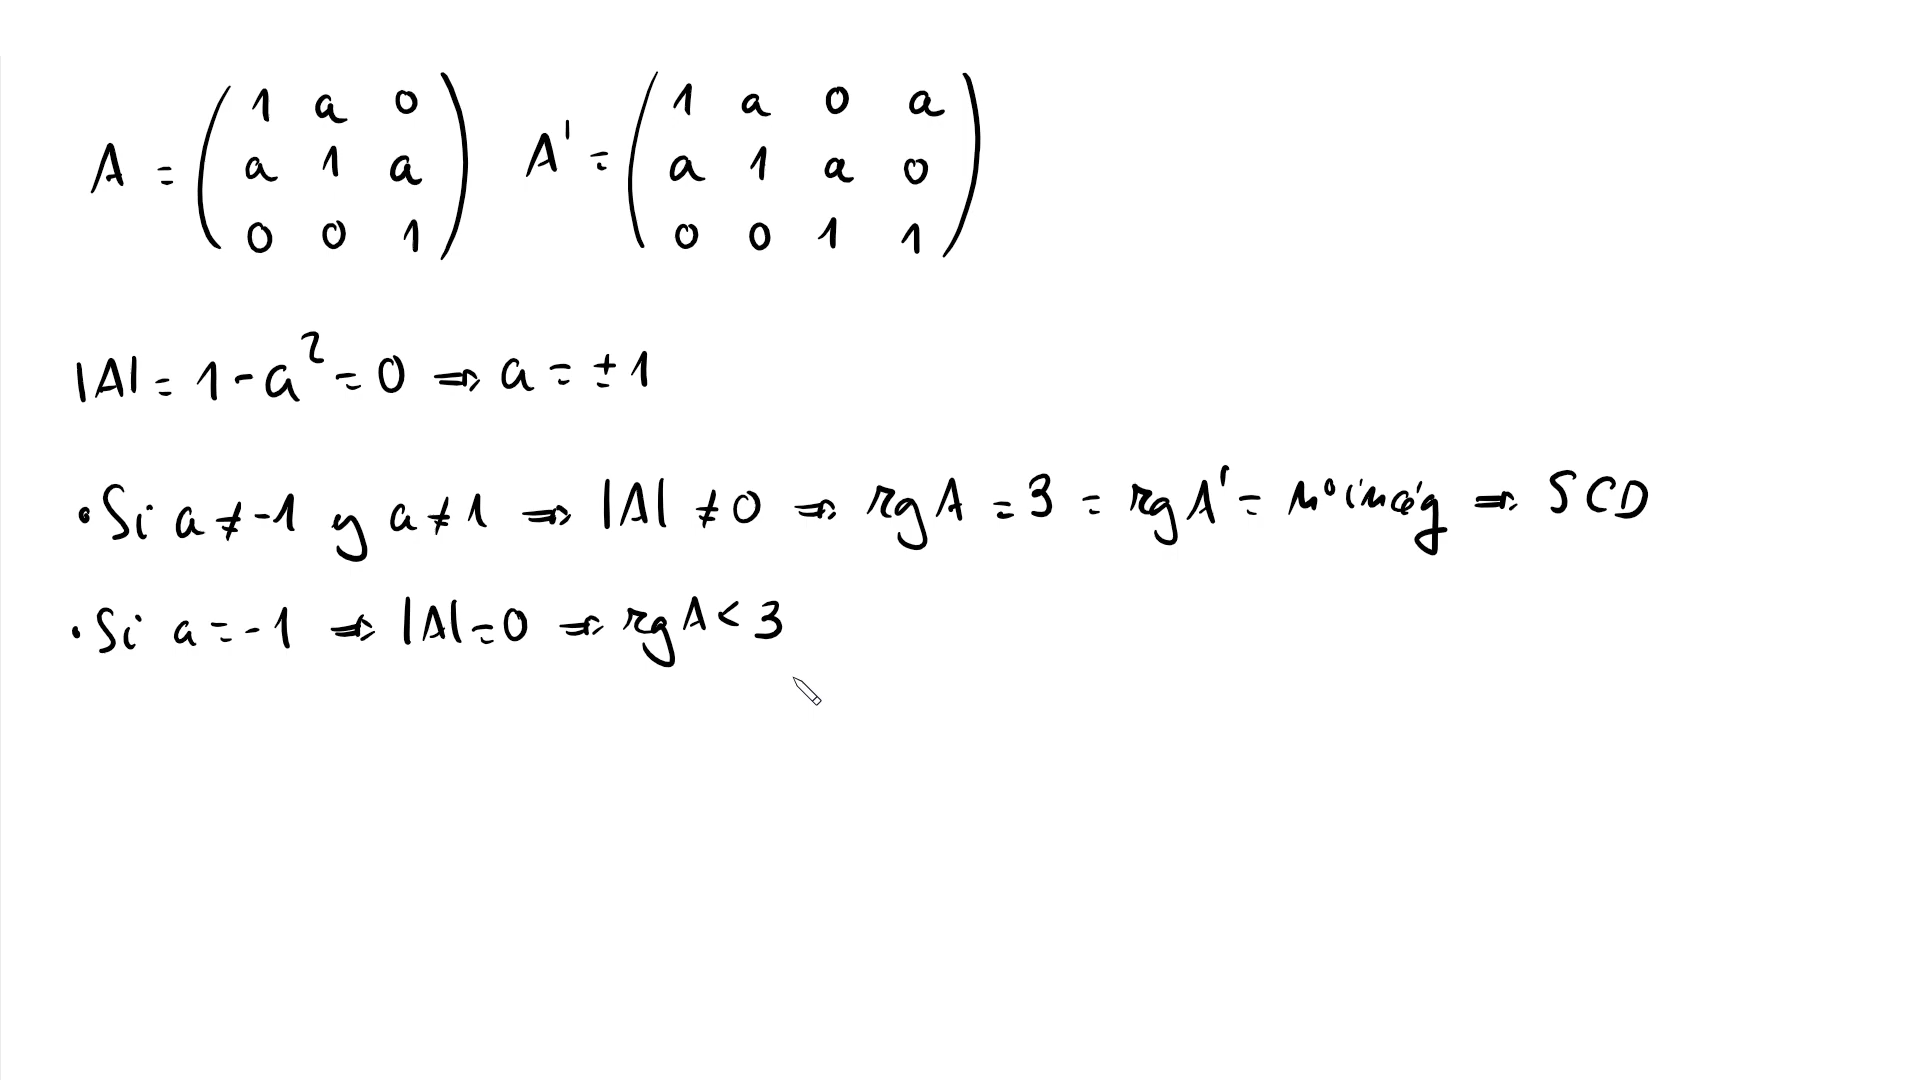 A = ( 1 a 0 ) A' = ( 1 a 0 a )
( a 1 a ) ( a 1 a 0 )
( 0 0 1 ) ( 0 0 1 1 )
|A| = 1 - a² = 0 ⇒ a = ±1
• Si a ≠ -1 y a ≠ 1 ⇒ |A| ≠ 0 ⇒ rg A = 3 = rg A' = nº incóg ⇒ SCD
• Si a = -1 ⇒ |A| = 0 ⇒ rg A < 3